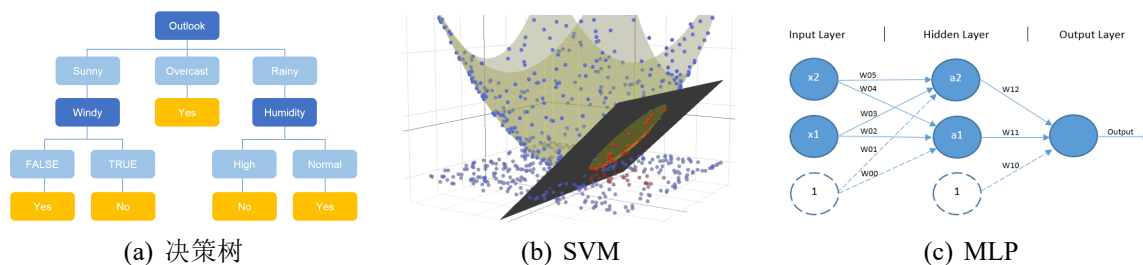 Outlook
Sunny
Overcast
Rainy
Windy
Yes
Humidity
FALSE
TRUE
High
Normal
Yes
No
No
Yes
(a) 决策树
(b) SVM
Input Layer
Hidden Layer
Output Layer
x2
W05
W04
a2
W12
W03
x1
W02
a1
W11
Output
W01
W00
W10
1
1
(c) MLP